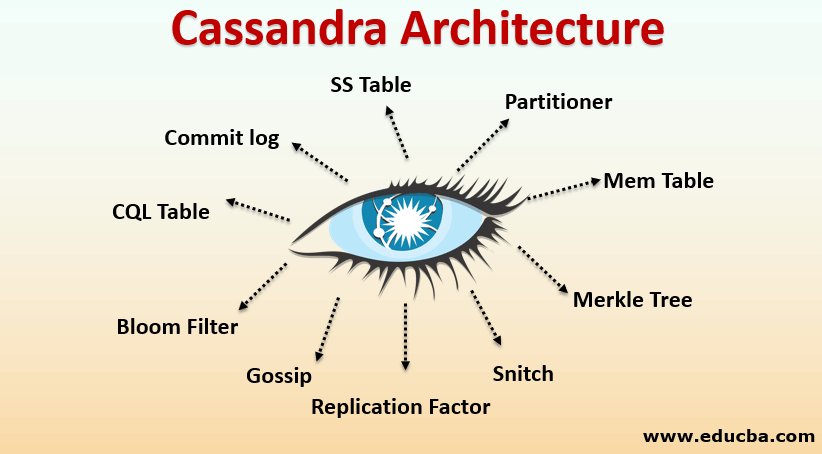 Cassandra Architecture
SS Table
Partitioner
Commit log
Mem Table
CQL Table
Merkle Tree
Bloom Filter
Snitch
Gossip
Replication Factor
www.educba.com